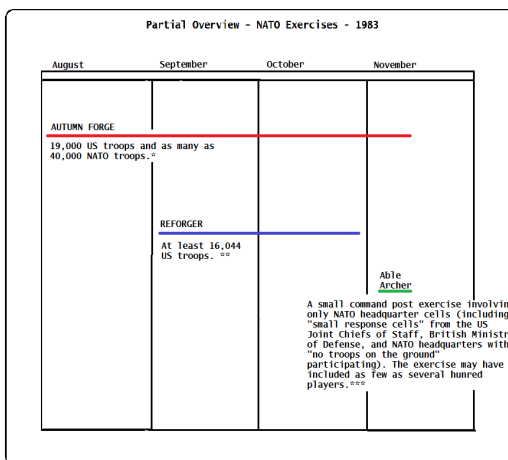 Partial Overview - NATO Exercises - 1983
August September October November
AUTUMN FORGE
19,000 US troops and as many as
40,000 NATO troops.*
REFORGER
At least 16,044
US troops. **
Able
Archer
A small command post exercise involvin
only NATO headquarter cells (including
"small response cells" from the US
Joint Chiefs of Staff, British Ministr
of Defense, and NATO headquarters with
"no troops on the ground"
participating). The exercise may have
included as few as several hunred
players.***